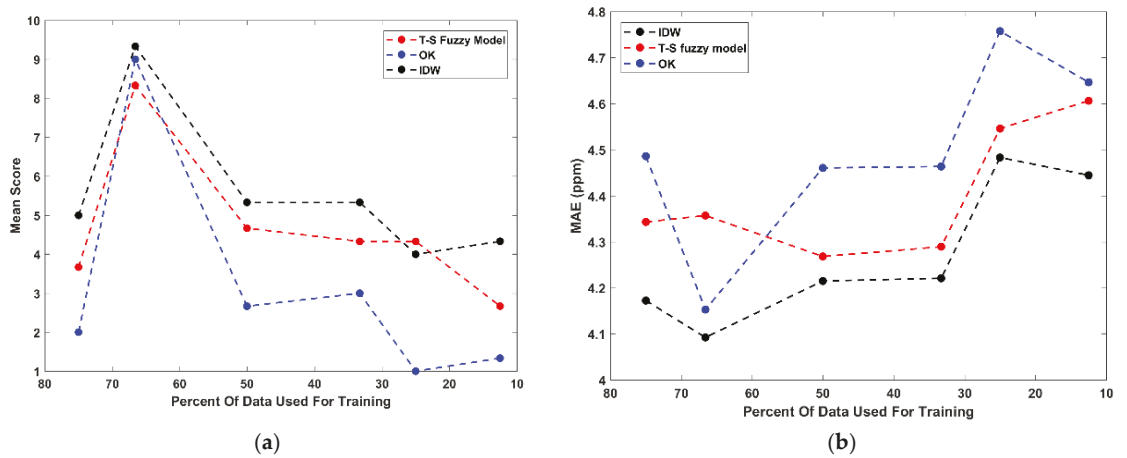 10
9
8
7
6
5
4
3
2
1
Mean Score
T-S Fuzzy Model
OK
IDW
80 70 60 50 40 30 20 10
Percent Of Data Used For Training
(a)
4.8
4.7
4.6
4.5
4.4
4.3
4.2
4.1
4
MAE (ppm)
IDW
T-S fuzzy model
OK
80 70 60 50 40 30 20 10
Percent Of Data Used For Training
(b)